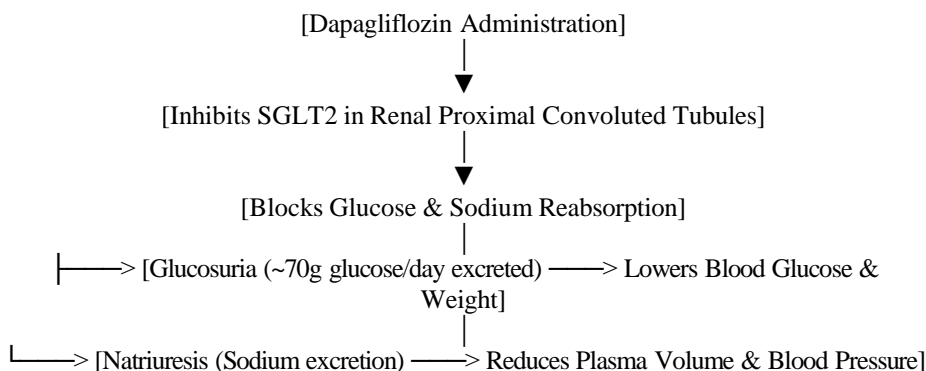 [Dapagliflozin Administration]
[Inhibits SGLT2 in Renal Proximal Convoluted Tubules]
[Blocks Glucose & Sodium Reabsorption]
├───> [Glucosuria (~70g glucose/day excreted) ───> Lowers Blood Glucose &
Weight]
└───> [Natriuresis (Sodium excretion) ───> Reduces Plasma Volume & Blood Pressure]